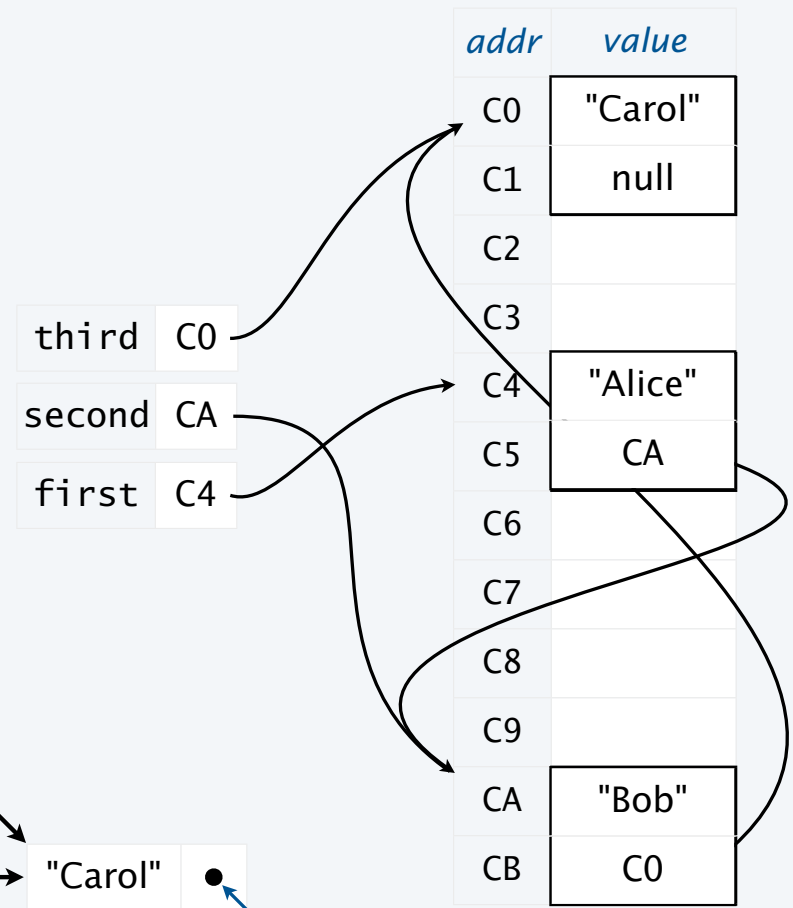 addr value
C0 "Carol"
C1 null
C2
C3
third C0
C4 "Alice"
second CA
C5 CA
first C4
C6
C7
C8
C9
CA "Bob"
CB C0
"Carol"